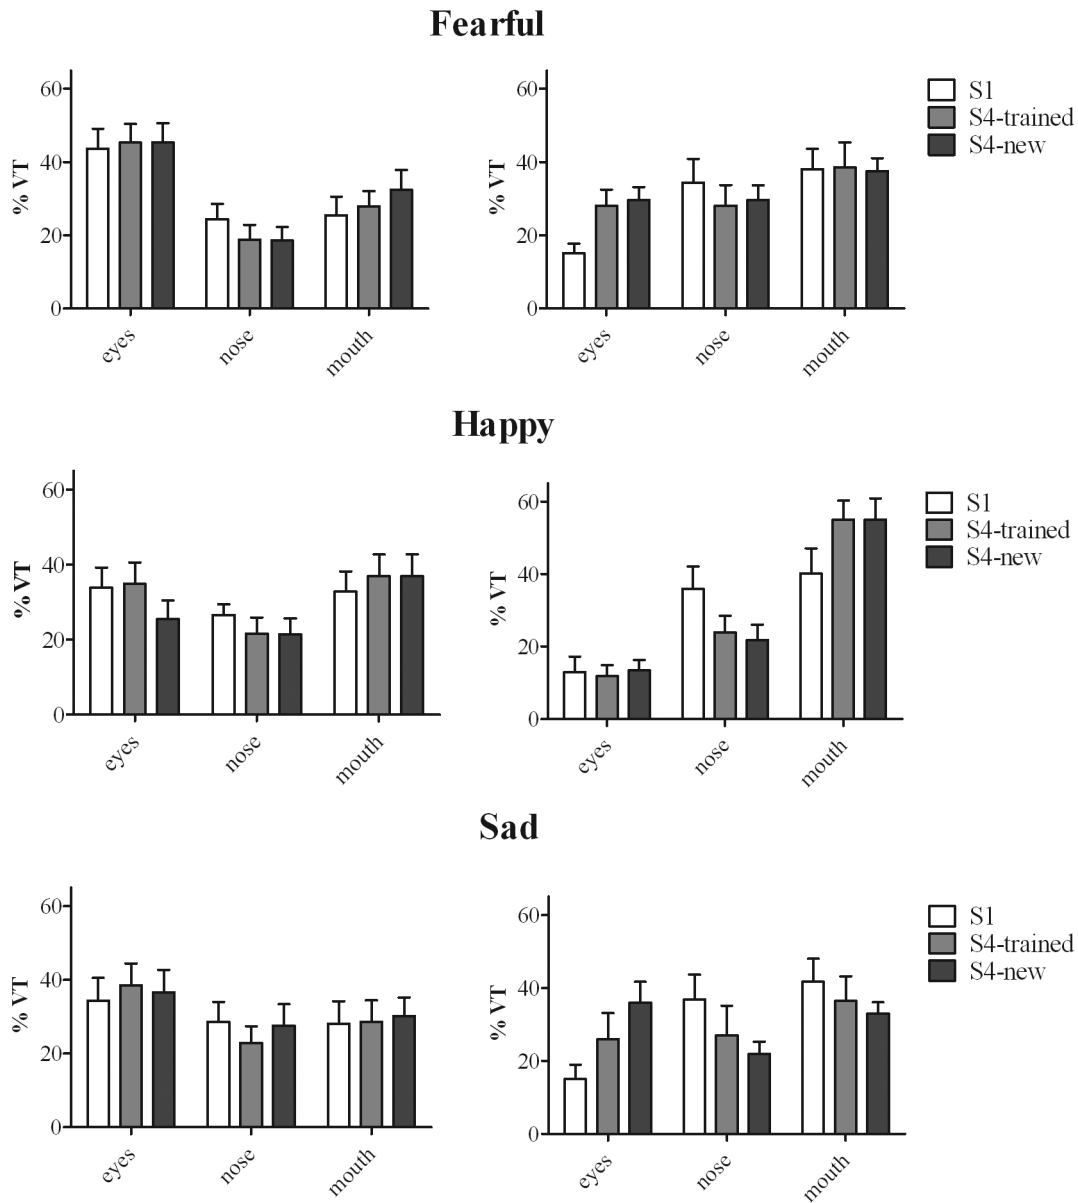 Fearful
% VT
60
40
20
0
eyes
nose
mouth
% VT
60
40
20
0
eyes
nose
mouth
S1
S4-trained
S4-new
Happy
% VT
60
40
20
0
eyes
nose
mouth
% VT
60
40
20
0
eyes
nose
mouth
S1
S4-trained
S4-new
Sad
% VT
60
40
20
0
eyes
nose
mouth
% VT
60
40
20
0
eyes
nose
mouth
S1
S4-trained
S4-new